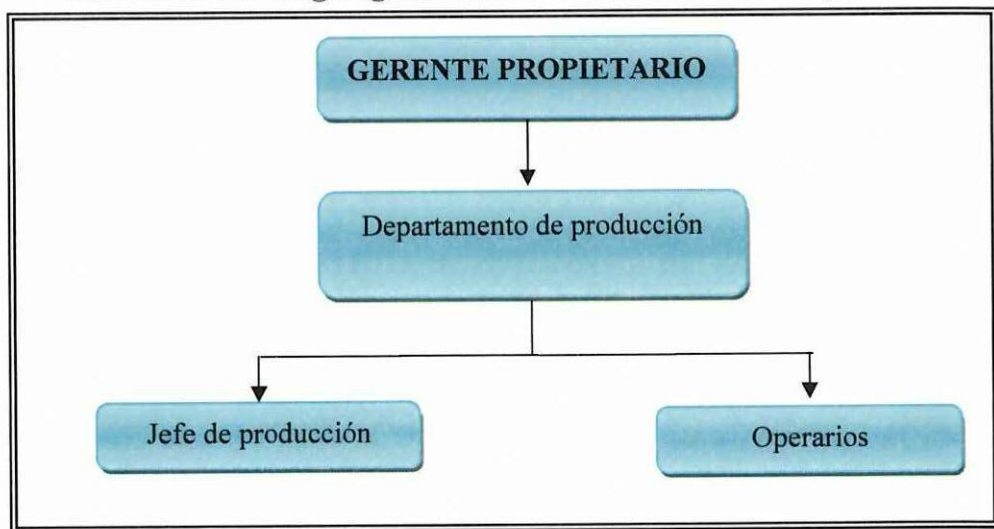 GERENTE PROPIETARIO
Departamento de producción
Jefe de producción
Operarios